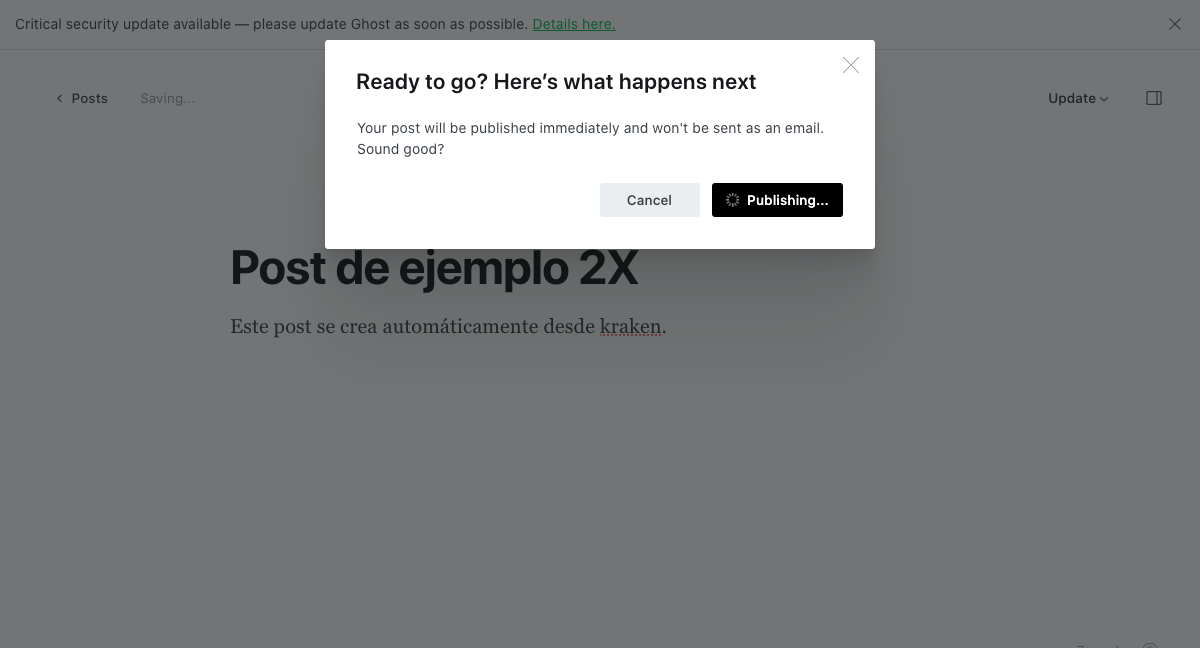 Critical security update available — please update Ghost as soon as possible. Details here.
Ready to go? Here’s what happens next
Posts
Saving...
Update
Your post will be published immediately and won't be sent as an email.
Sound good?
Cancel
Publishing...
Post de ejemplo 2X
Este post se crea automáticamente desde kraken.